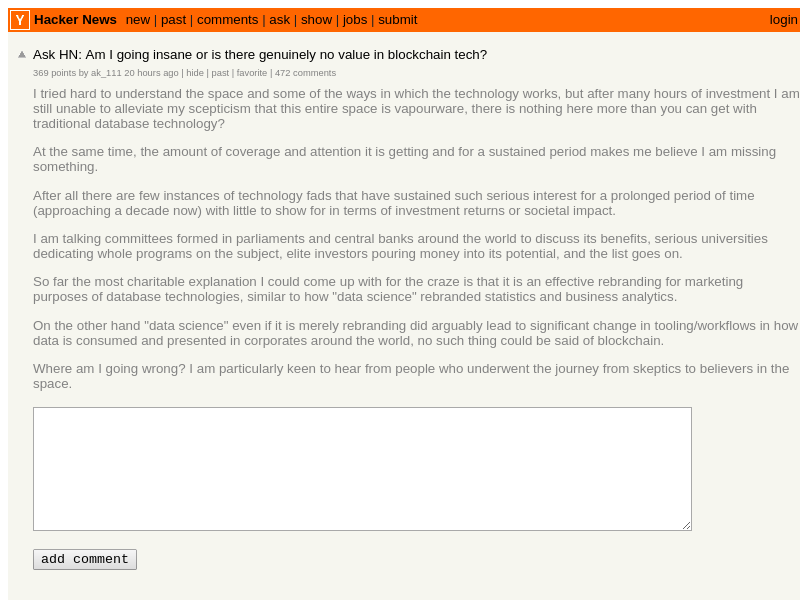 Y Hacker News new | past | comments | ask | show | jobs | submit login
Ask HN: Am I going insane or is there genuinely no value in blockchain tech?
369 points by ak_111 20 hours ago | hide | past | favorite | 472 comments
I tried hard to understand the space and some of the ways in which the technology works, but after many hours of investment I am
still unable to alleviate my scepticism that this entire space is vapourware, there is nothing here more than you can get with
traditional database technology?
At the same time, the amount of coverage and attention it is getting and for a sustained period makes me believe I am missing
something.
After all there are few instances of technology fads that have sustained such serious interest for a prolonged period of time
(approaching a decade now) with little to show for in terms of investment returns or societal impact.
I am talking committees formed in parliaments and central banks around the world to discuss its benefits, serious universities
dedicating whole programs on the subject, elite investors pouring money into its potential, and the list goes on.
So far the most charitable explanation I could come up with for the craze is that it is an effective rebranding for marketing
purposes of database technologies, similar to how "data science" rebranded statistics and business analytics.
On the other hand "data science" even if it is merely rebranding did arguably lead to significant change in tooling/workflows in how
data is consumed and presented in corporates around the world, no such thing could be said of blockchain.
Where am I going wrong? I am particularly keen to hear from people who underwent the journey from skeptics to believers in the
space.
add comment